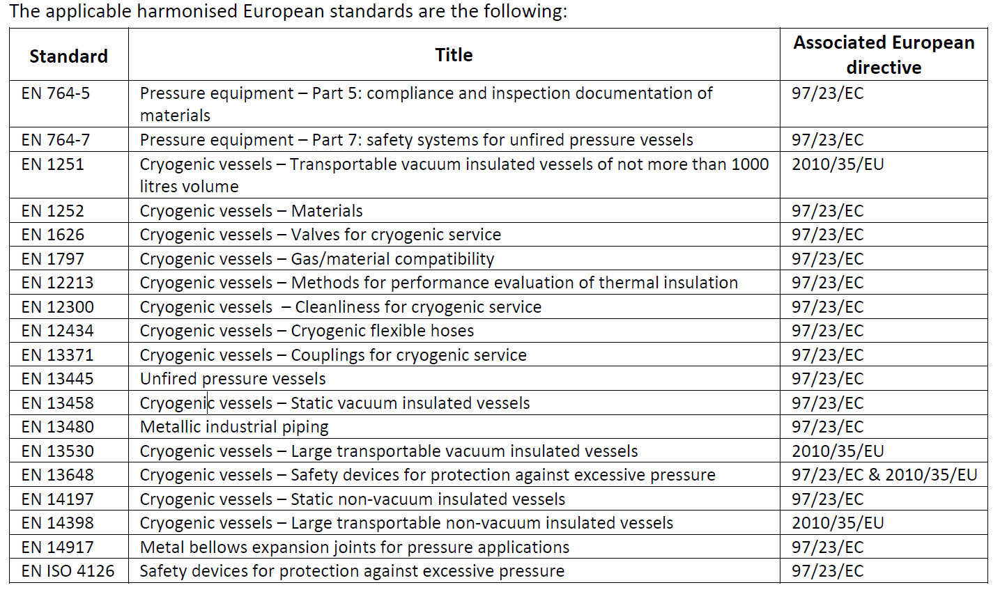 The applicable harmonised European standards are the following:
Standard Title Associated European
directive
EN 764-5 Pressure equipment – Part 5: compliance and inspection documentation of 97/23/EC
materials
EN 764-7 Pressure equipment – Part 7: safety systems for unfired pressure vessels 97/23/EC
EN 1251 Cryogenic vessels – Transportable vacuum insulated vessels of not more than 1000 2010/35/EU
litres volume
EN 1252 Cryogenic vessels – Materials 97/23/EC
EN 1626 Cryogenic vessels – Valves for cryogenic service 97/23/EC
EN 1797 Cryogenic vessels – Gas/material compatibility 97/23/EC
EN 12213 Cryogenic vessels – Methods for performance evaluation of thermal insulation 97/23/EC
EN 12300 Cryogenic vessels – Cleanliness for cryogenic service 97/23/EC
EN 12434 Cryogenic vessels – Cryogenic flexible hoses 97/23/EC
EN 13371 Cryogenic vessels – Couplings for cryogenic service 97/23/EC
EN 13445 Unfired pressure vessels 97/23/EC
EN 13458 Cryogenic vessels – Static vacuum insulated vessels 97/23/EC
EN 13480 Metallic industrial piping 97/23/EC
EN 13530 Cryogenic vessels – Large transportable vacuum insulated vessels 2010/35/EU
EN 13648 Cryogenic vessels – Safety devices for protection against excessive pressure 97/23/EC & 2010/35/EU
EN 14197 Cryogenic vessels – Static non-vacuum insulated vessels 97/23/EC
EN 14398 Cryogenic vessels – Large transportable non-vacuum insulated vessels 2010/35/EU
EN 14917 Metal bellows expansion joints for pressure applications 97/23/EC
EN ISO 4126 Safety devices for protection against excessive pressure 97/23/EC